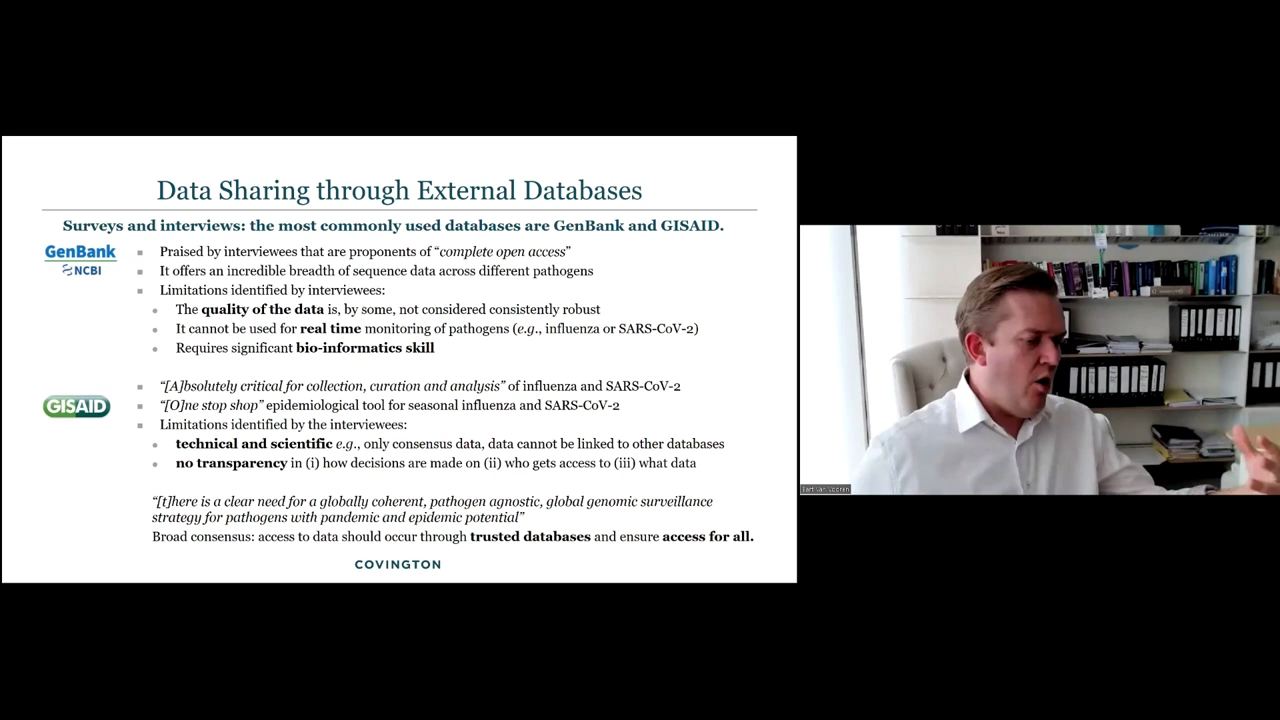 Data Sharing through External Databases
Surveys and interviews: the most commonly used databases are GenBank and GISAID.
GenBank
NCBI
Praised by interviewees that are proponents of “complete open access”
It offers an incredible breadth of sequence data across different pathogens
Limitations identified by interviewees:
The quality of the data is, by some, not considered consistently robust
It cannot be used for real time monitoring of pathogens (e.g., influenza or SARS-CoV-2)
Requires significant bio-informatics skill
GISAID
“[A]bsolutely critical for collection, curation and analysis” of influenza and SARS-CoV-2
“[O]ne stop shop” epidemiological tool for seasonal influenza and SARS-CoV-2
Limitations identified by the interviewees:
technical and scientific e.g., only consensus data, data cannot be linked to other databases
no transparency in (i) how decisions are made on (ii) who gets access to (iii) what data
“[t]here is a clear need for a globally coherent, pathogen agnostic, global genomic surveillance
strategy for pathogens with pandemic and epidemic potential”
Broad consensus: access to data should occur through trusted databases and ensure access for all.
COVINGTON
Bart Van Vooren